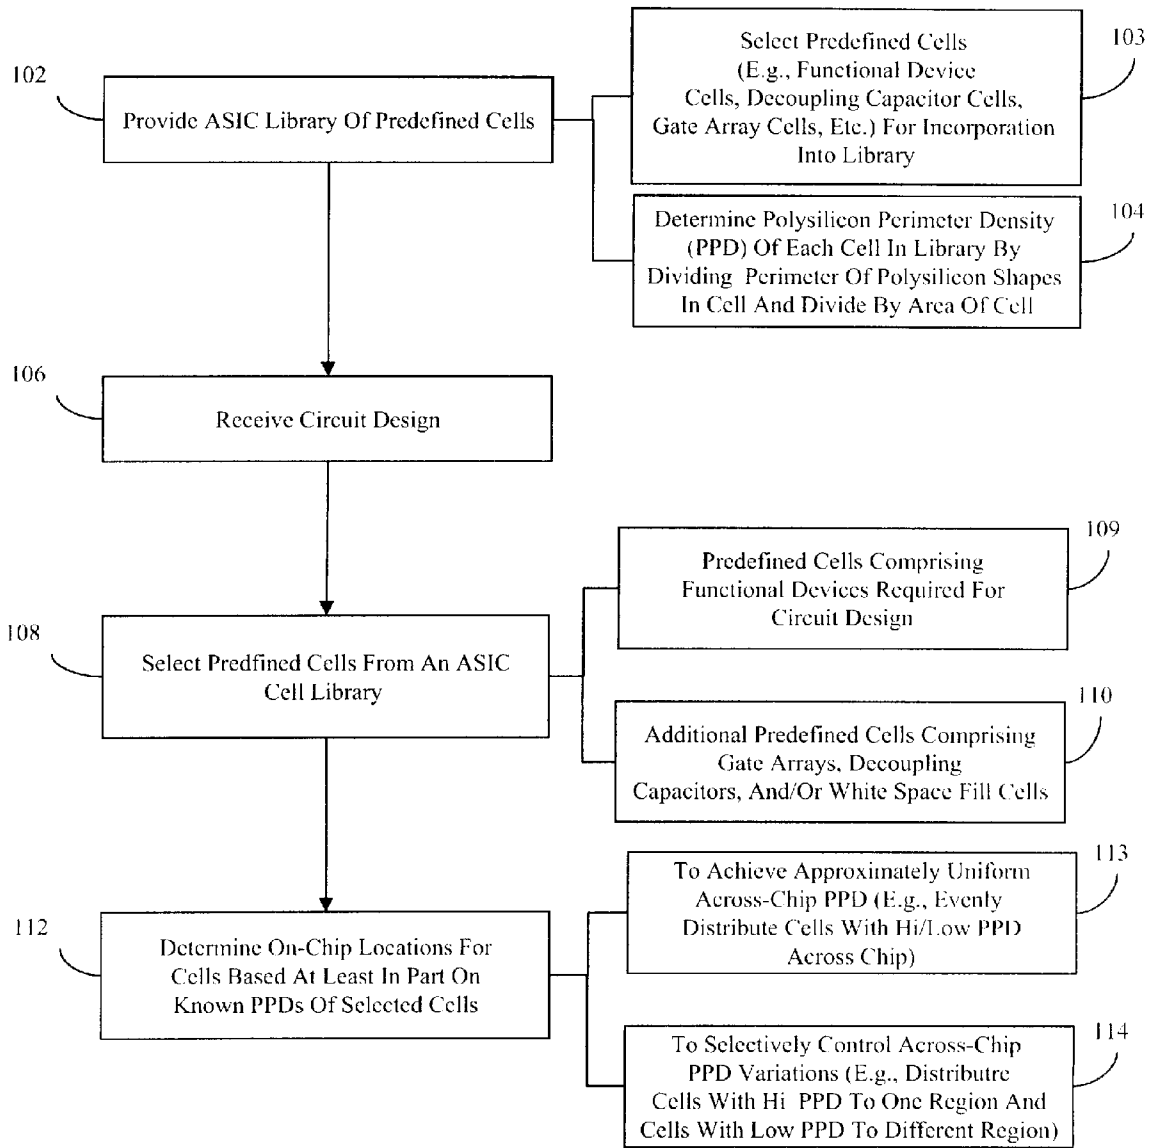 102
Provide ASIC Library Of Predefined Cells
Select Predefined Cells
(E.g., Functional Device
Cells, Decoupling Capacitor Cells,
Gate Array Cells, Etc.) For Incorporation
Into Library
103
Determine Polysilicon Perimeter Density
(PPD) Of Each Cell In Library By
Dividing Perimeter Of Polysilicon Shapes
In Cell And Divide By Area Of Cell
104
106
Receive Circuit Design
108
Select Predfined Cells From An ASIC
Cell Library
Predefined Cells Comprising
Functional Devices Required For
Circuit Design
109
Additional Predefined Cells Comprising
Gate Arrays, Decoupling
Capacitors, And/Or White Space Fill Cells
110
112
Determine On-Chip Locations For
Cells Based At Least In Part On
Known PPDs Of Selected Cells
To Achieve Approximately Uniform
Across-Chip PPD (E.g., Evenly
Distribute Cells With Hi/Low PPD
Across Chip)
113
To Selectively Control Across-Chip
PPD Variations (E.g., Distributre
Cells With Hi PPD To One Region And
Cells With Low PPD To Different Region)
114